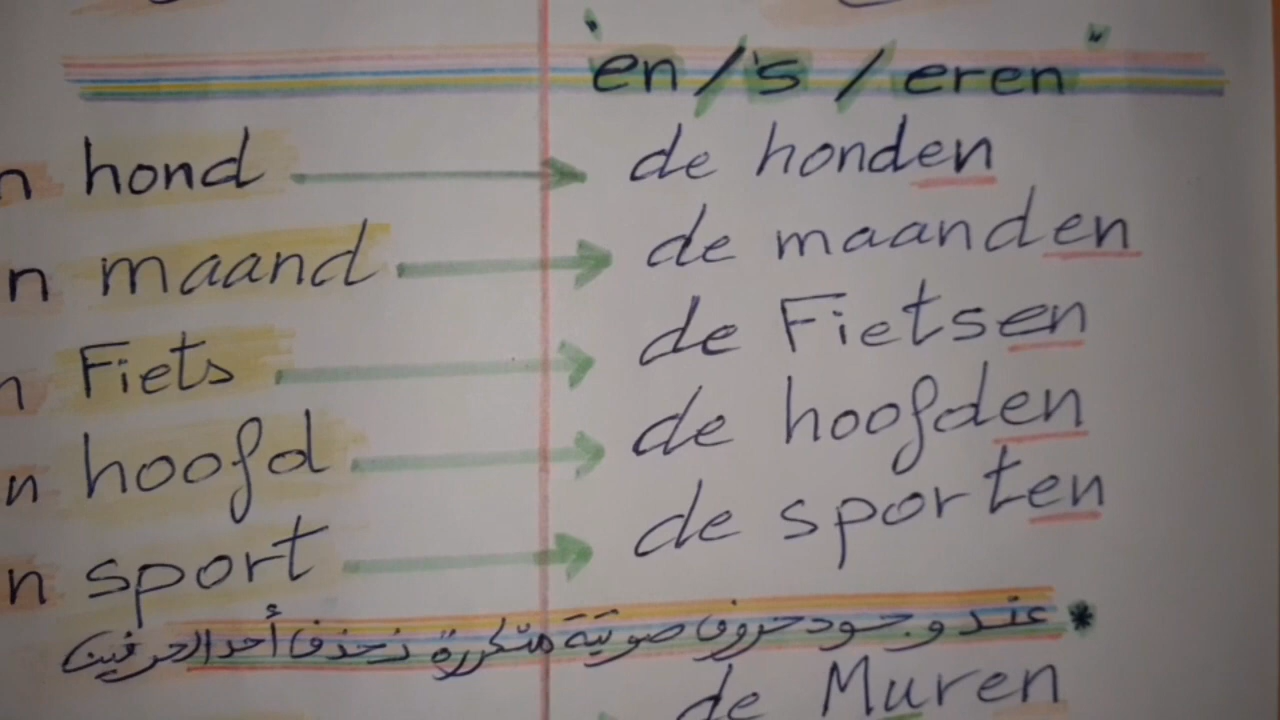 "en / 's / eren"
n hond de honden
n maand de maanden
n Fiets de Fietsen
n hoofd de hoofden
n sport de sporten
* عند وجود حروف صوتية متكررة نحذف أحد الحرفين
de Muren